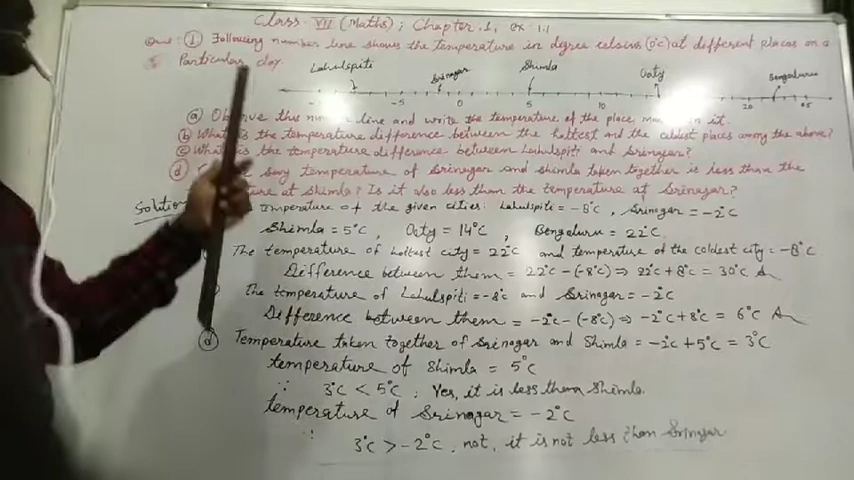 Class - VII (Maths) ; Chapter . 1 , ex . 1.1
Que: ① Following number line shows the temperature in degree celsius (0°c) at different places on a
Particular day.
Lahulspiti Srinagar Shimla Ooty Bengaluru
-5 0 5 10 20 25
ⓐ Observe this line and write the temperature of the place in it.
ⓑ What is the temperature difference between the hottest and the coldest places among the above?
ⓒ What is the temperature difference between Lahulspiti and Srinagar?
ⓓ say temperature of Srinagar and shimla taken together is less than the
at Shimla? Is it also less than the temperature at Srinagar?
Solution temperature of the given cities: Lahulspiti = -8°c , Srinagar = -2°C
Shimla = 5°C , Ooty = 14°C , Bengaluru = 22°C.
The temperature of hottest city = 22°C and temperature of the coldest city = -8°C
Difference between them = 22°C - (-8°C) ⇒ 22°C + 8°C = 30°C
The temperature of Lahulspiti = -8°c and Srinagar = -2°C
Difference between them = -2°C - (-8°C) ⇒ -2°C + 8°C = 6°C
ⓓ Temperature taken together of Srinagar and Shimla = -2°C + 5°C = 3°C
temperature of Shimla = 5°C
∴ 3°C < 5°C ; Yes, it is less than Shimla.
temperature of Srinagar = -2°C
∴ 3°C > -2°C , not, it is not less than Srinagar